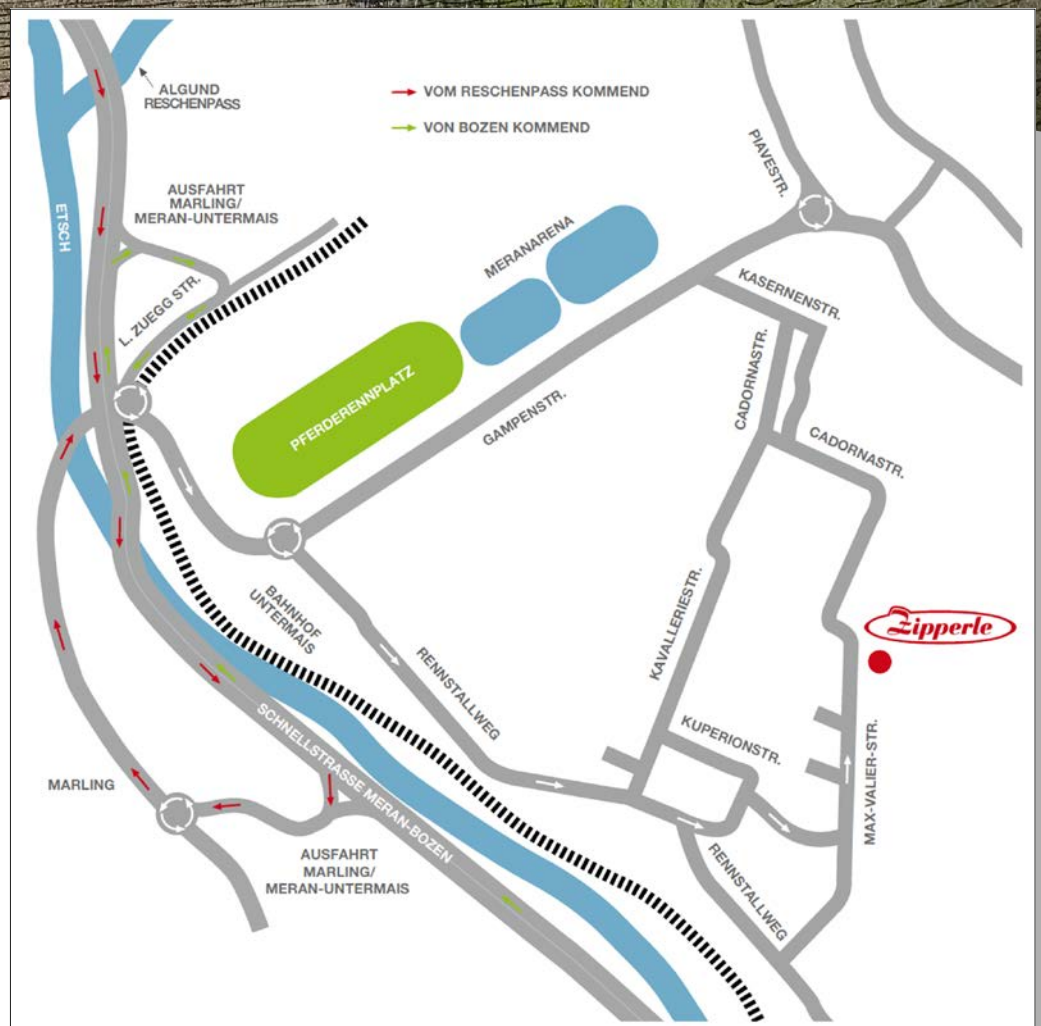 ALGUND
RESCHENPASS
VOM RESCHENPASS KOMMEND
VON BOZEN KOMMEND
PIAVESTR.
AUSFAHRT
MARLING/
MERAN-UNTERMAIS
ETSCH
MERANARENA
KASERNENSTR.
L. ZUEGG STR.
CADORNASTR.
PFERDERENNPLATZ
GAMPENSTR.
CADORNASTR.
BAHNHOF
UNTERMAIS
KAVALLERIESTR.
Zipperle
RENNSTALLWEG
SCHNELLSTRASSE MERAN-BOZEN
KUPERIONSTR.
MAX-VALIER-STR.
MARLING
AUSFAHRT
MARLING/
MERAN-UNTERMAIS
RENNSTALLWEG